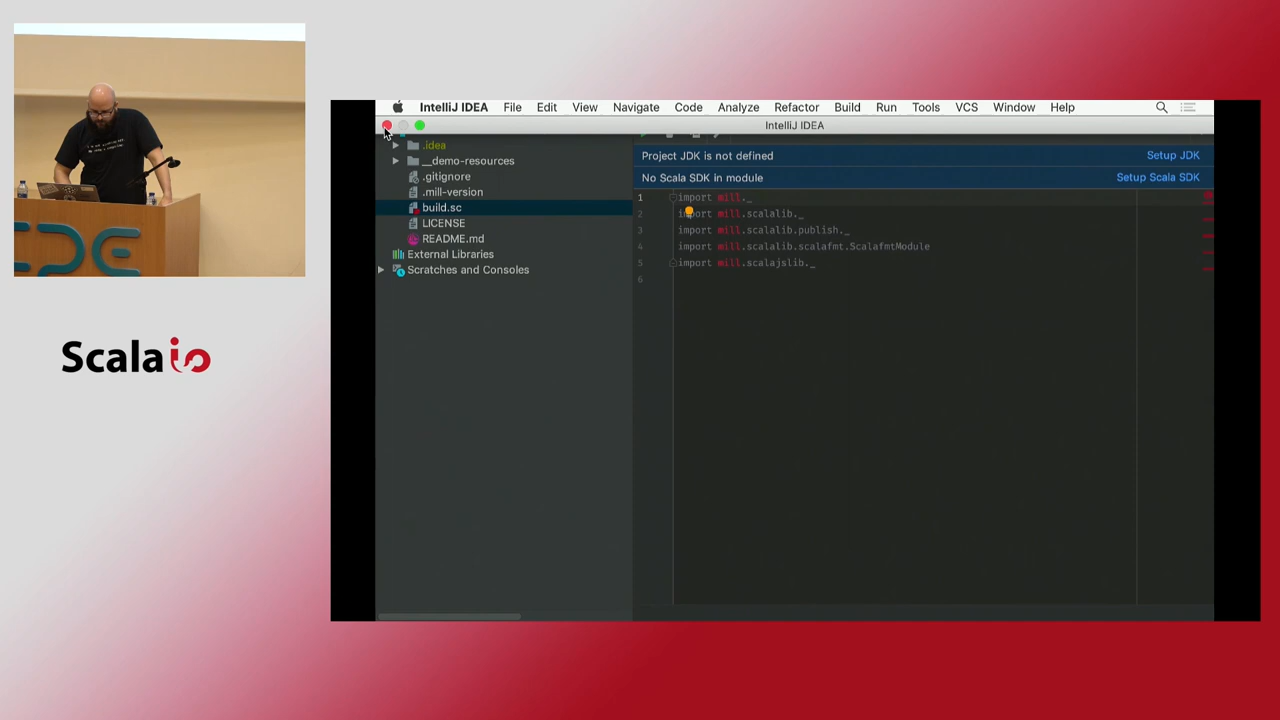 IntelliJ IDEA File Edit View Navigate Code Analyze Refactor Build Run Tools VCS Window Help
IntelliJ IDEA
.idea
__demo-resources
.gitignore
.mill-version
build.sc
LICENSE
README.md
External Libraries
Scratches and Consoles
Project JDK is not defined Setup JDK
No Scala SDK in module Setup Scala SDK
1 import mill._
2 import mill.scalalib._
3 import mill.scalalib.publish._
4 import mill.scalalib.scalafmt.ScalafmtModule
5 import mill.scalajslib._
6
Scala io